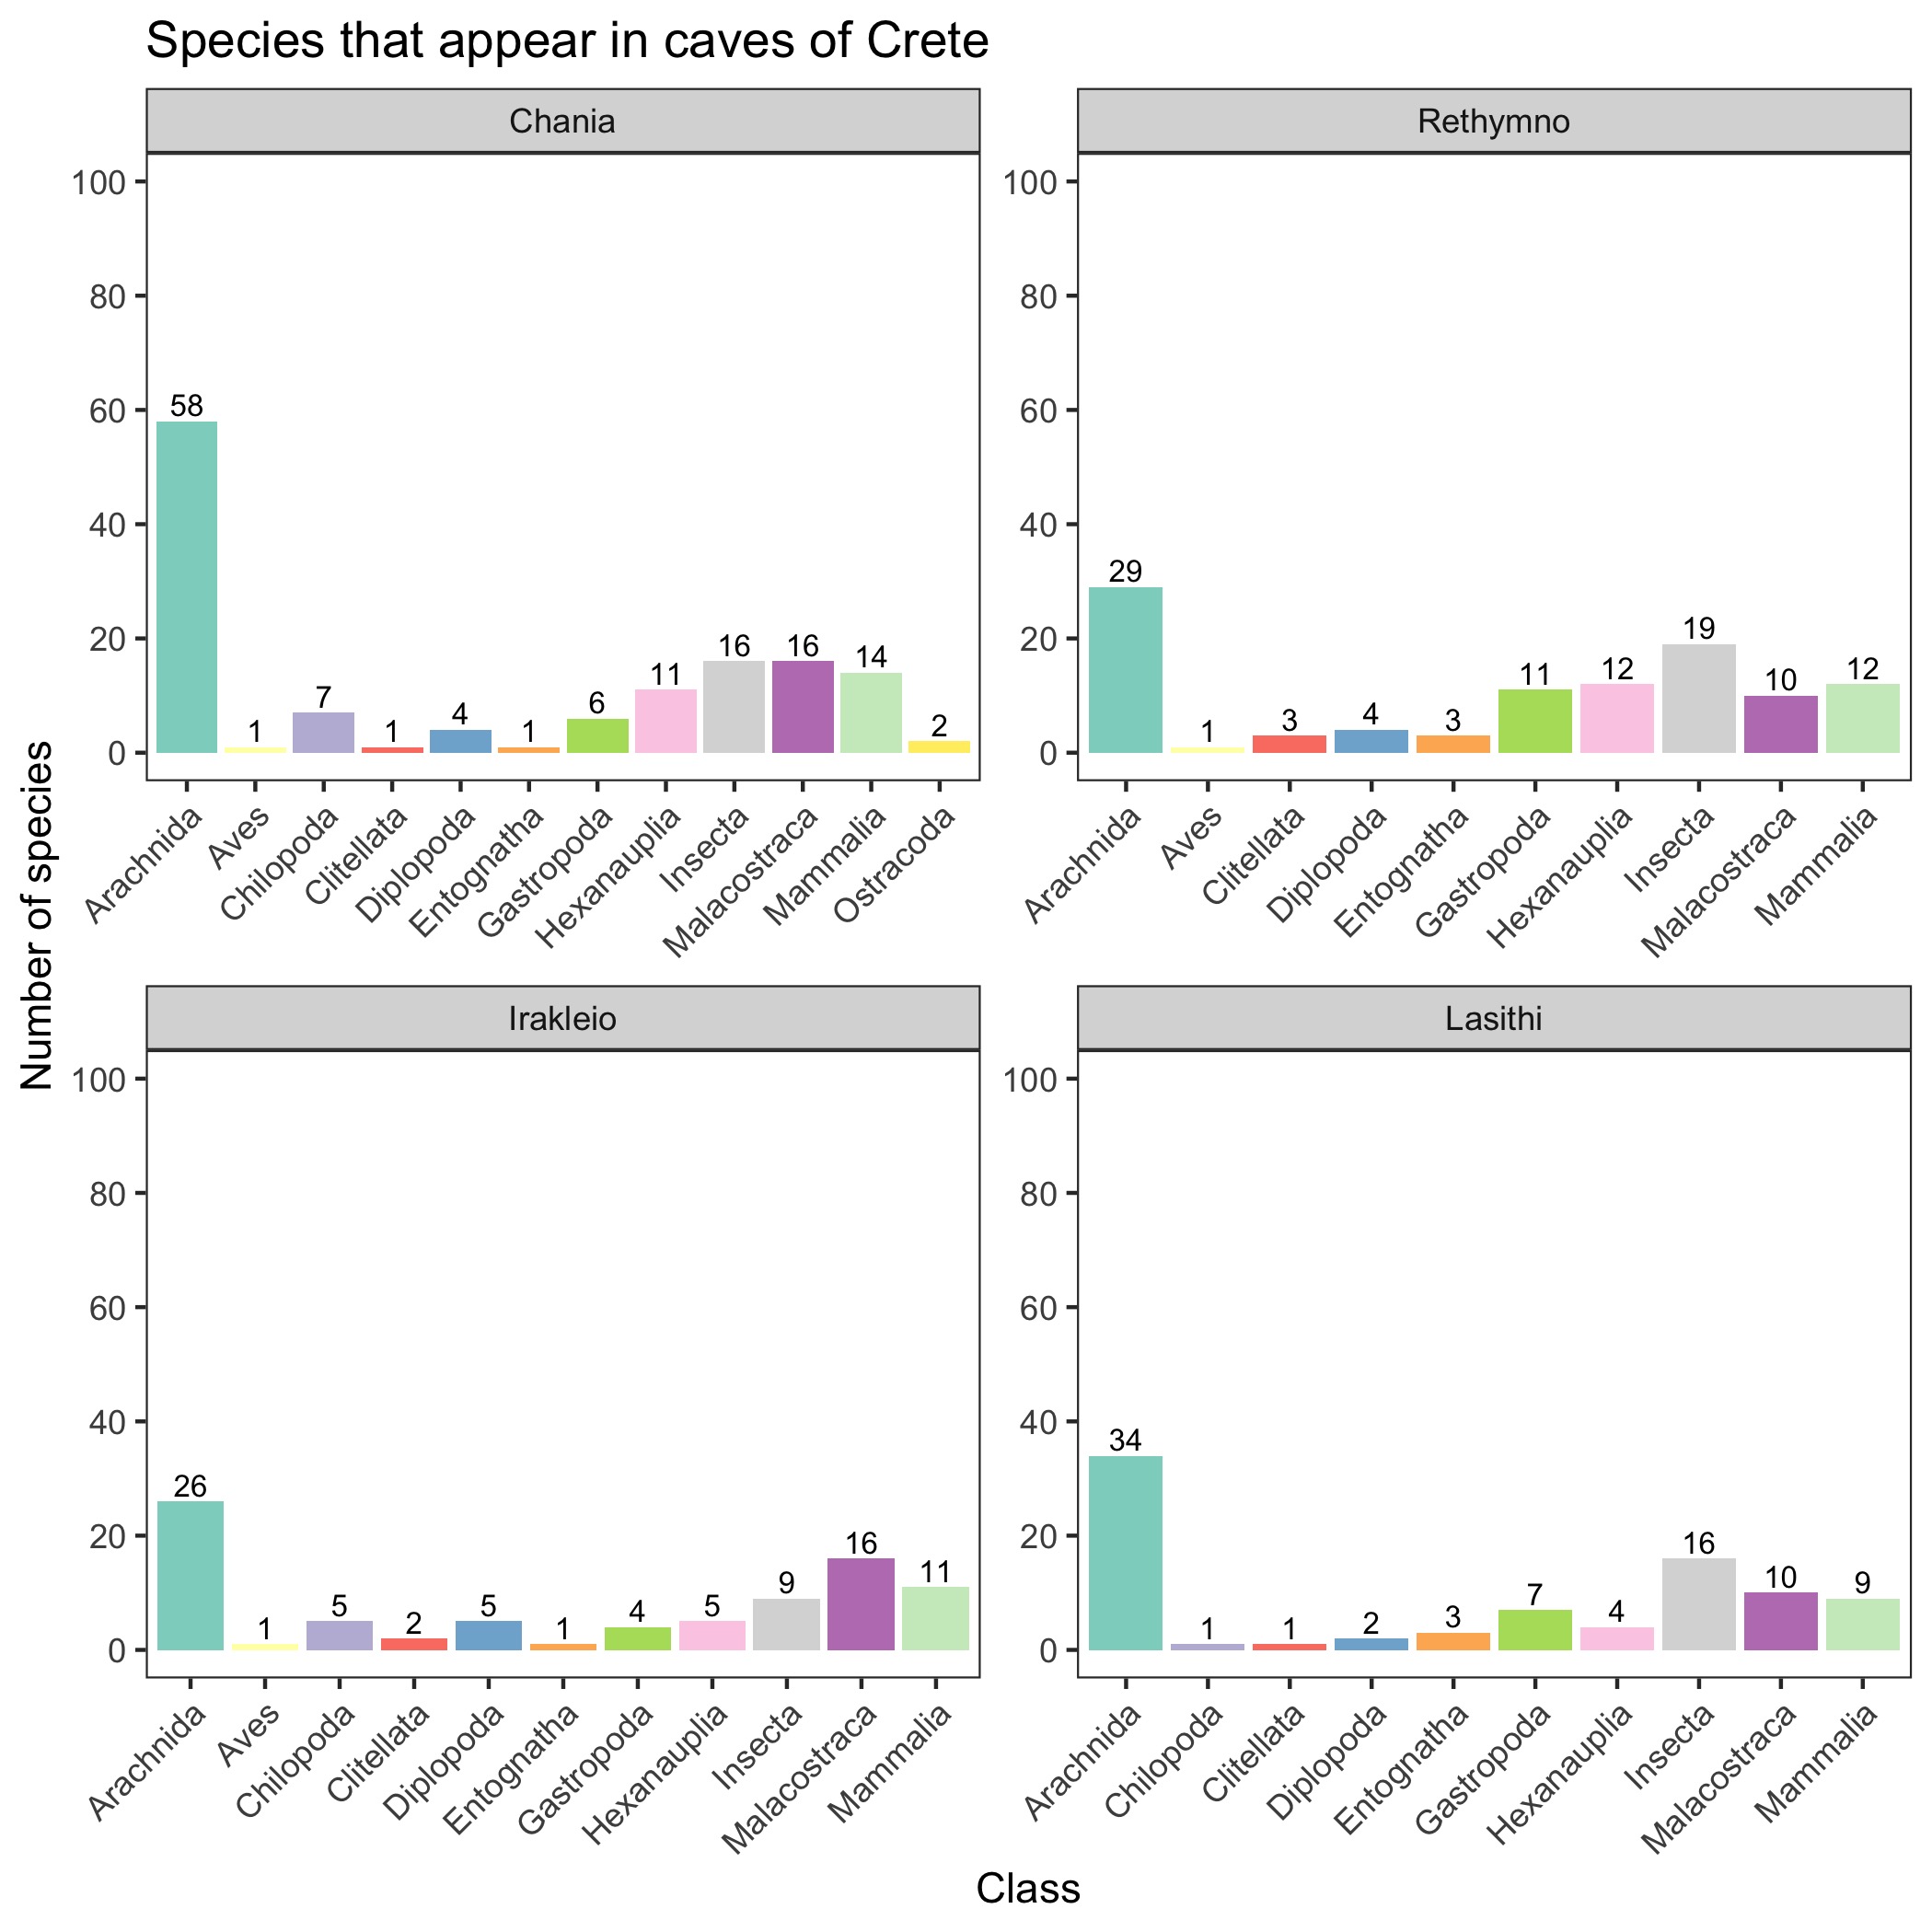 Species that appear in caves of Crete
Chania
100
80
60
40
20
0
58
1
7
1
4
1
6
11
16
16
14
2
Arachnida
Aves
Chilopoda
Clitellata
Diplopoda
Entognatha
Gastropoda
Hexanauplia
Insecta
Malacostraca
Mammalia
Ostracoda
Rethymno
100
80
60
40
20
0
29
1
3
4
3
11
12
19
10
12
Arachnida
Aves
Clitellata
Diplopoda
Entognatha
Gastropoda
Hexanauplia
Insecta
Malacostraca
Mammalia
Number of species
Irakleio
100
80
60
40
20
0
26
1
5
2
5
1
4
5
9
16
11
Arachnida
Aves
Chilopoda
Clitellata
Diplopoda
Entognatha
Gastropoda
Hexanauplia
Insecta
Malacostraca
Mammalia
Lasithi
100
80
60
40
20
0
34
1
1
2
3
7
4
16
10
9
Arachnida
Chilopoda
Clitellata
Diplopoda
Entognatha
Gastropoda
Hexanauplia
Insecta
Malacostraca
Mammalia
Class